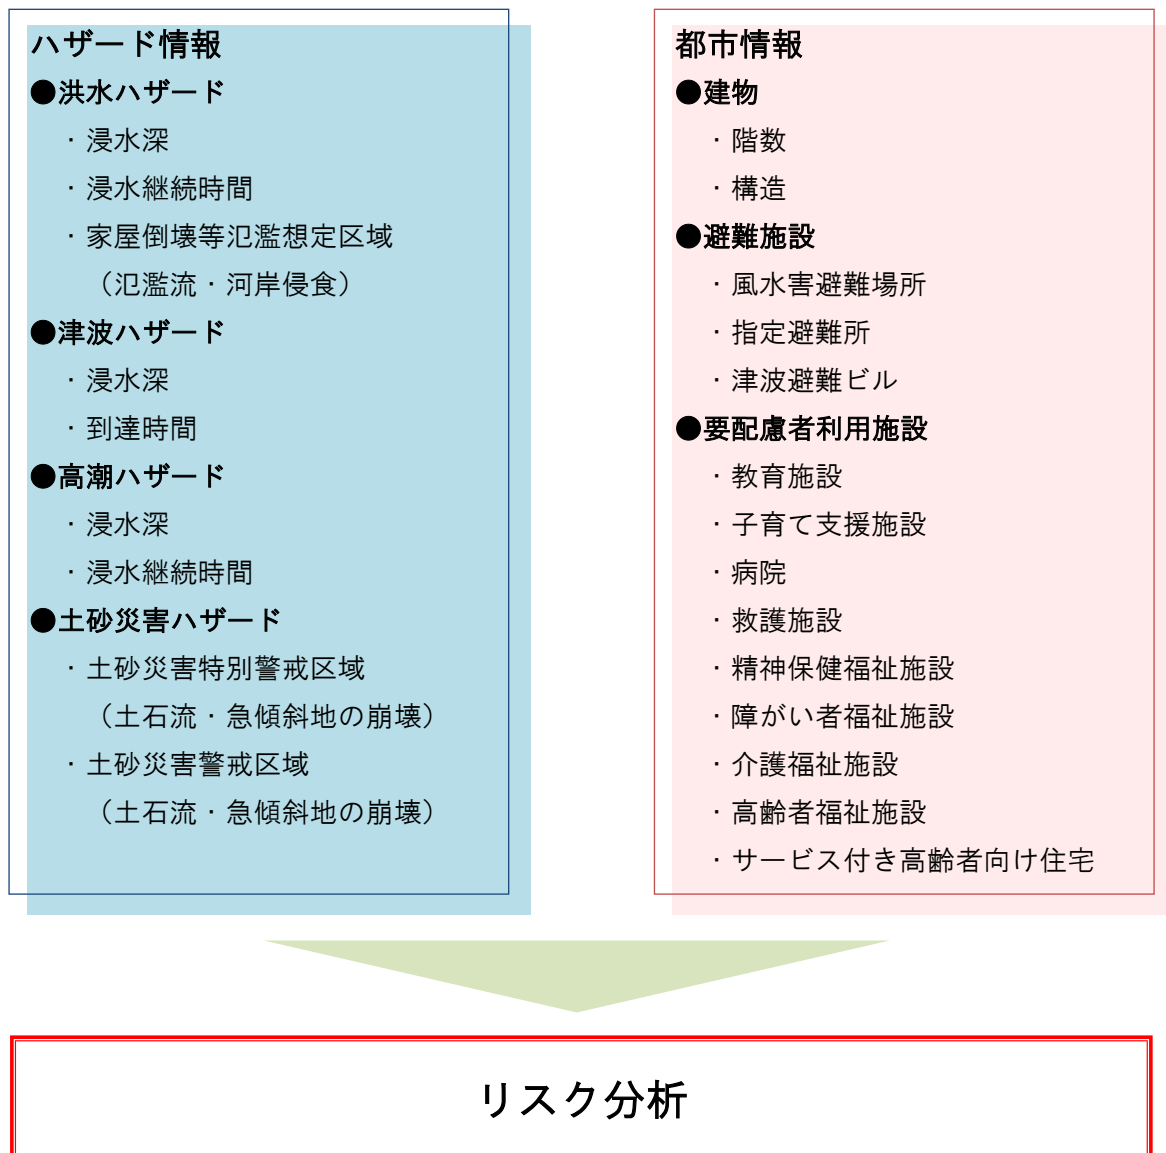 ハザード情報
●洪水ハザード
・浸水深
・浸水継続時間
・家屋倒壊等氾濫想定区域
（氾濫流・河岸侵食）
●津波ハザード
・浸水深
・到達時間
●高潮ハザード
・浸水深
・浸水継続時間
●土砂災害ハザード
・土砂災害特別警戒区域
（土石流・急傾斜地の崩壊）
・土砂災害警戒区域
（土石流・急傾斜地の崩壊）
都市情報
●建物
・階数
・構造
●避難施設
・風水害避難場所
・指定避難所
・津波避難ビル
●要配慮者利用施設
・教育施設
・子育て支援施設
・病院
・救護施設
・精神保健福祉施設
・障がい者福祉施設
・介護福祉施設
・高齢者福祉施設
・サービス付き高齢者向け住宅
リスク分析